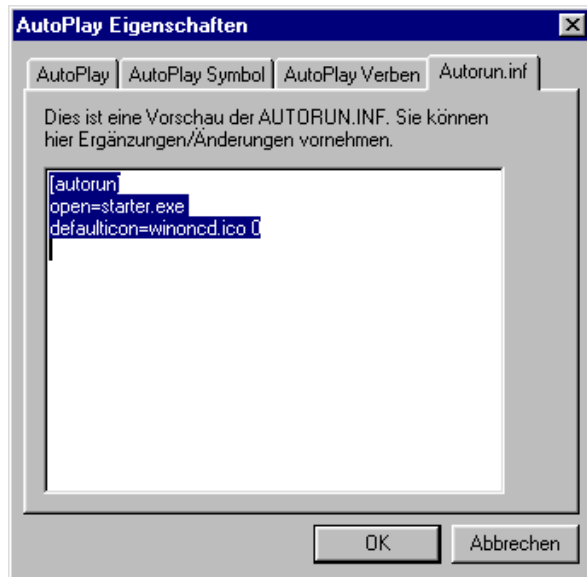 AutoPlay Eigenschaften
AutoPlay AutoPlay Symbol AutoPlay Verben Autorun.inf
Dies ist eine Vorschau der AUTORUN.INF. Sie können
hier Ergänzungen/Änderungen vornehmen.
[autorun]
open=starter.exe
defaulticon=winoncd.ico 0
OK Abbrechen